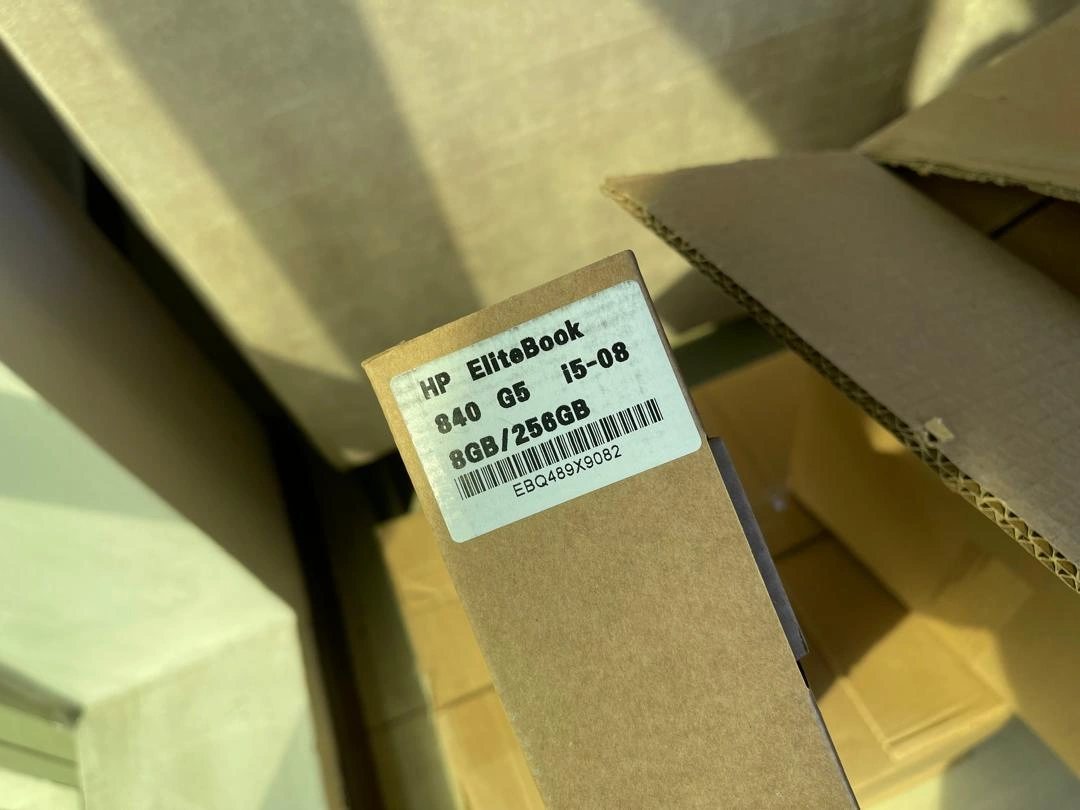 HP EliteBook
840 G5 i5-08
8GB/256GB
EBQ489X9082